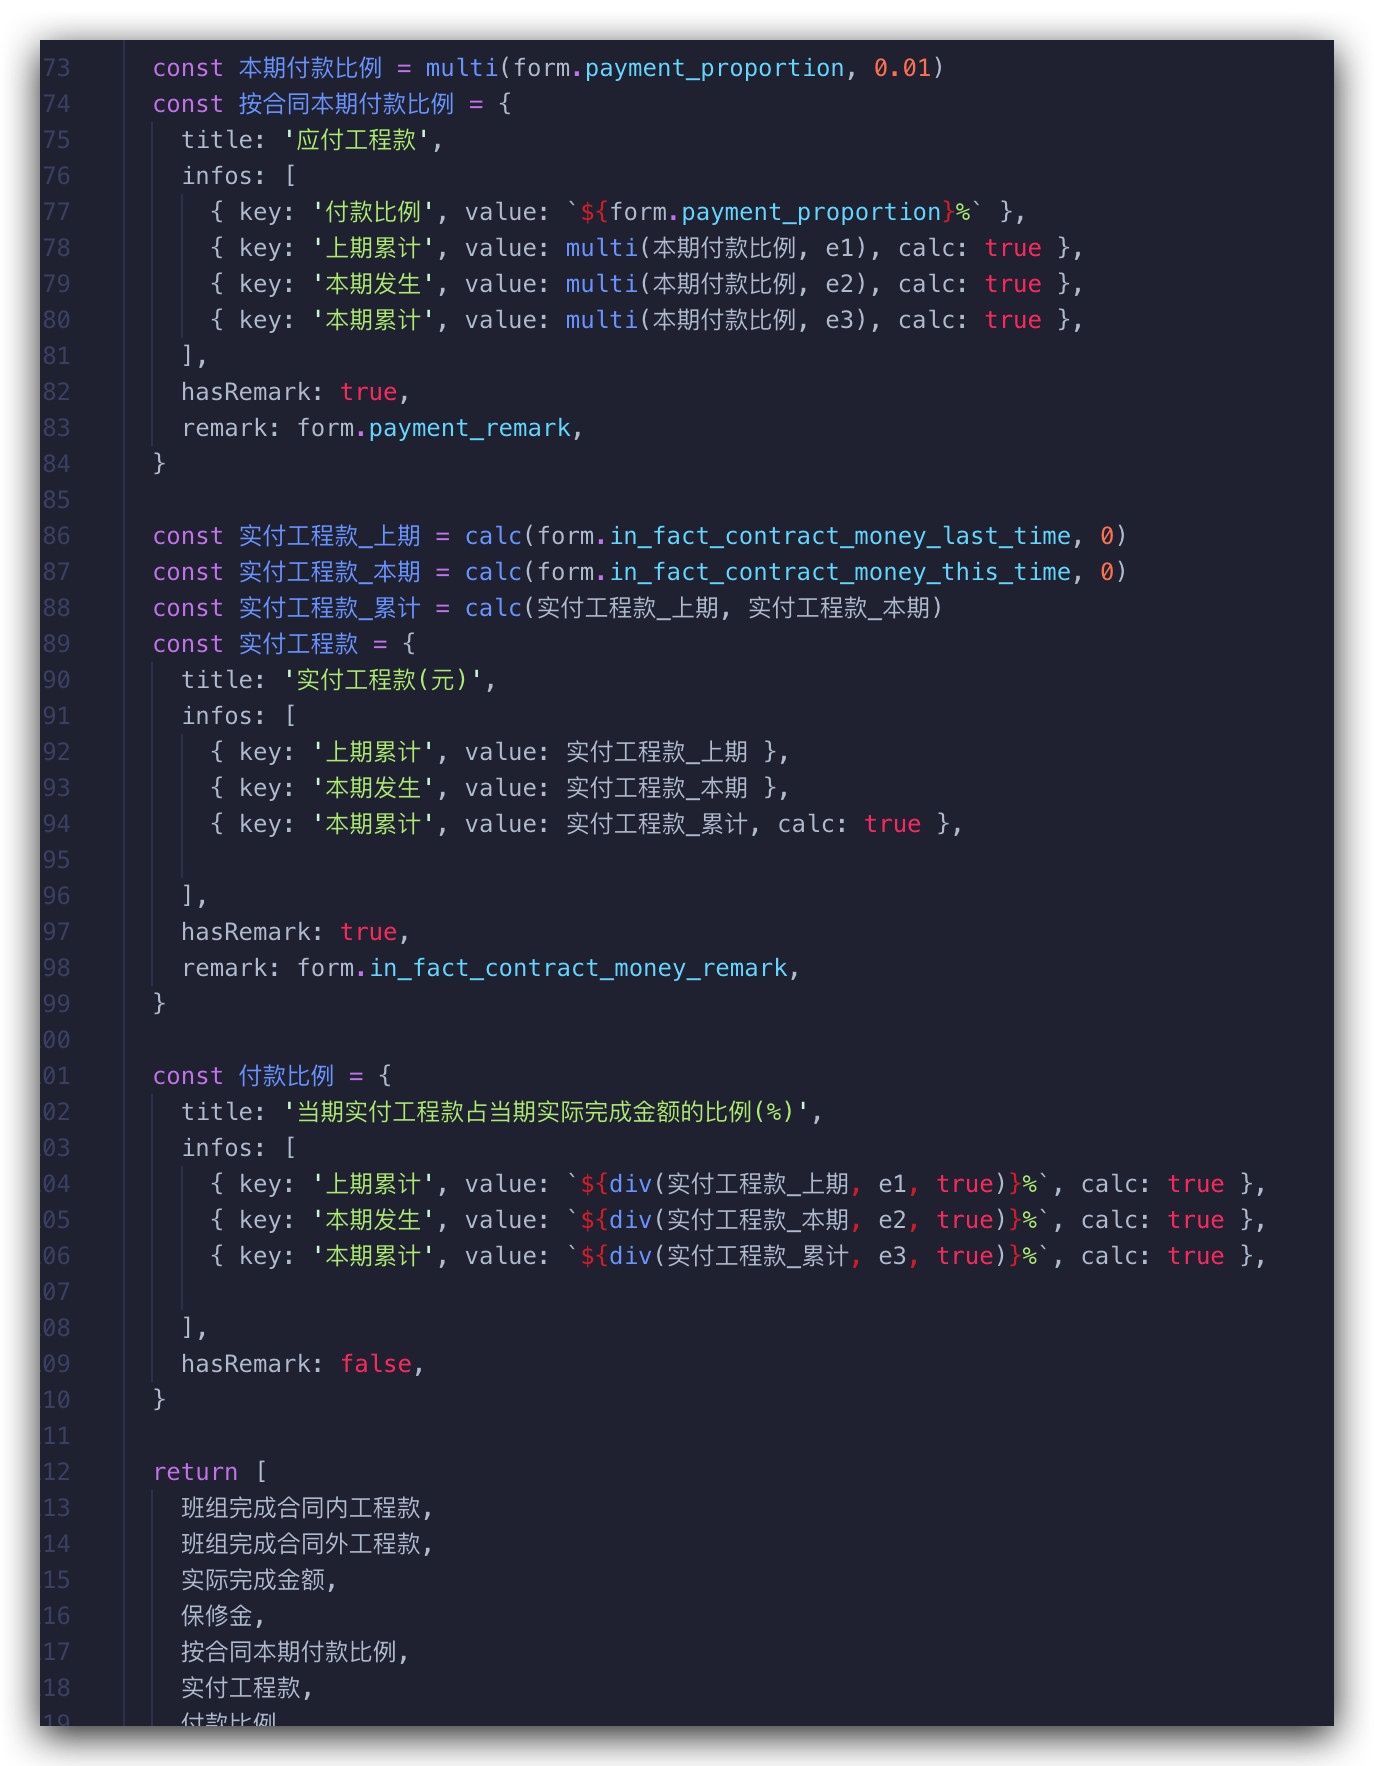 73 const 本期付款比例 = multi(form.payment_proportion, 0.01)
74 const 按合同本期付款比例 = {
75 title: '应付工程款',
76 infos: [
77 { key: '付款比例', value: `${form.payment_proportion}%` },
78 { key: '上期累计', value: multi(本期付款比例, e1), calc: true },
79 { key: '本期发生', value: multi(本期付款比例, e2), calc: true },
80 { key: '本期累计', value: multi(本期付款比例, e3), calc: true },
81 ],
82 hasRemark: true,
83 remark: form.payment_remark,
84 }
85
86 const 实付工程款_上期 = calc(form.in_fact_contract_money_last_time, 0)
87 const 实付工程款_本期 = calc(form.in_fact_contract_money_this_time, 0)
88 const 实付工程款_累计 = calc(实付工程款_上期, 实付工程款_本期)
89 const 实付工程款 = {
90 title: '实付工程款(元)',
91 infos: [
92 { key: '上期累计', value: 实付工程款_上期 },
93 { key: '本期发生', value: 实付工程款_本期 },
94 { key: '本期累计', value: 实付工程款_累计, calc: true },
95
96 ],
97 hasRemark: true,
98 remark: form.in_fact_contract_money_remark,
99 }
00
01 const 付款比例 = {
02 title: '当期实付工程款占当期实际完成金额的比例(%)',
03 infos: [
04 { key: '上期累计', value: `${div(实付工程款_上期, e1, true)}%`, calc: true },
05 { key: '本期发生', value: `${div(实付工程款_本期, e2, true)}%`, calc: true },
06 { key: '本期累计', value: `${div(实付工程款_累计, e3, true)}%`, calc: true },
07
08 ],
09 hasRemark: false,
10 }
11
12 return [
13 班组完成合同内工程款,
14 班组完成合同外工程款,
15 实际完成金额,
16 保修金,
17 按合同本期付款比例,
18 实付工程款,
19 付款比例